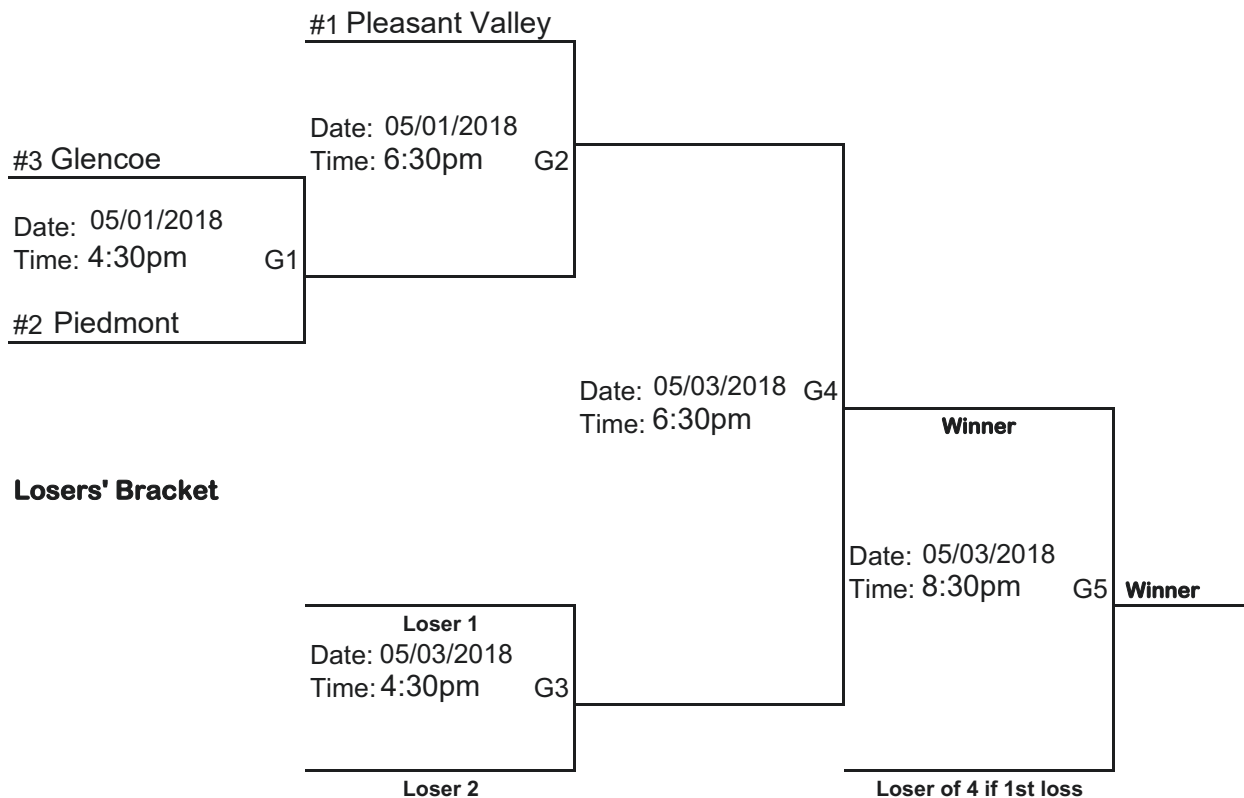 #1 Pleasant Valley
Date: 05/01/2018
Time: 6:30pm G2
#3 Glencoe
Date: 05/01/2018
Time: 4:30pm G1
#2 Piedmont
Date: 05/03/2018 G4
Time: 6:30pm
Winner
Losers' Bracket
Date: 05/03/2018
Time: 8:30pm G5 Winner
Loser 1
Date: 05/03/2018
Time: 4:30pm G3
Loser 2
Loser of 4 if 1st loss